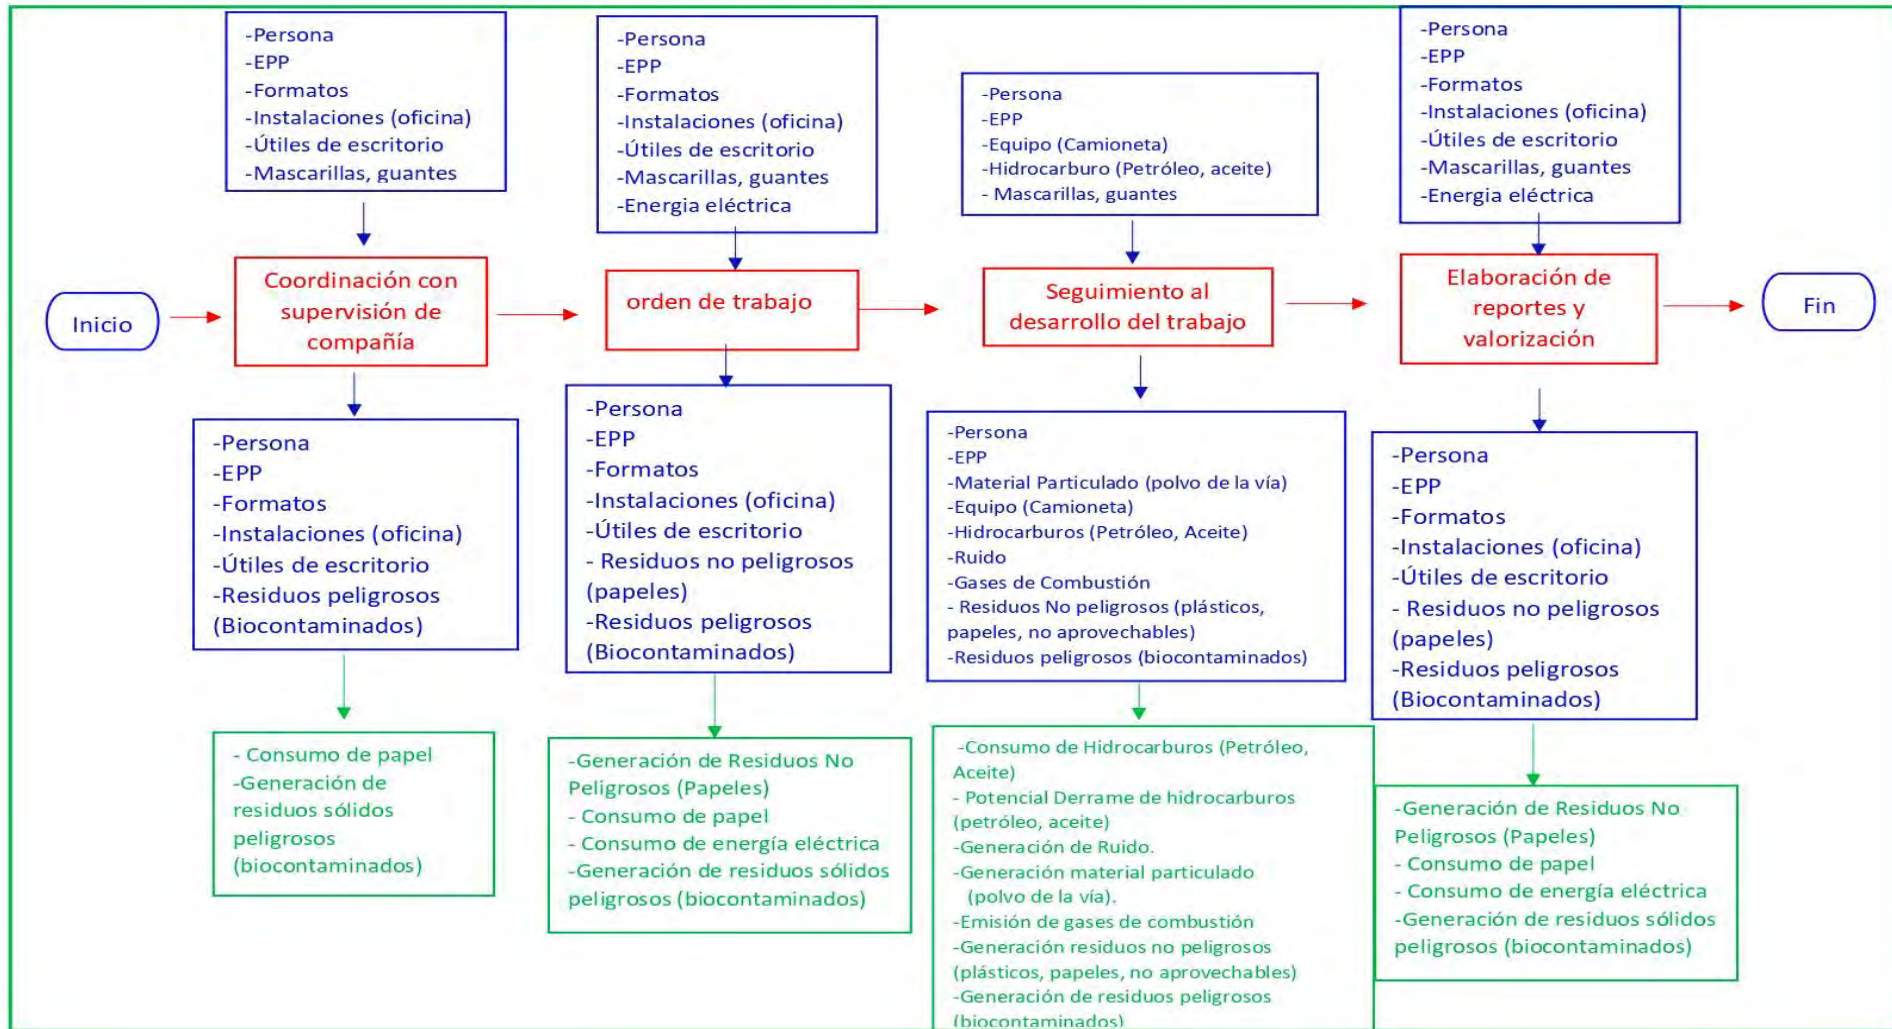 -Persona
-EPP
-Formatos
-Instalaciones (oficina)
-Útiles de escritorio
-Mascarillas, guantes
-Persona
-EPP
-Formatos
-Instalaciones (oficina)
-Útiles de escritorio
-Mascarillas, guantes
-Energia eléctrica
-Persona
-EPP
-Equipo (Camioneta)
-Hidrocarburo (Petróleo, aceite)
- Mascarillas, guantes
-Persona
-EPP
-Formatos
-Instalaciones (oficina)
-Útiles de escritorio
-Mascarillas, guantes
-Energia eléctrica
Inicio
Coordinación con
supervisión de
compañía
orden de trabajo
Seguimiento al
desarrollo del trabajo
Elaboración de
reportes y
valorización
Fin
-Persona
-EPP
-Formatos
-Instalaciones (oficina)
-Útiles de escritorio
-Residuos peligrosos
(Biocontaminados)
-Persona
-EPP
-Formatos
-Instalaciones (oficina)
-Útiles de escritorio
- Residuos no peligrosos
(papeles)
-Residuos peligrosos
(Biocontaminados)
-Persona
-EPP
-Material Particulado (polvo de la vía)
-Equipo (Camioneta)
-Hidrocarburos (Petróleo, Aceite)
-Ruido
-Gases de Combustión
- Residuos No peligrosos (plásticos,
papeles, no aprovechables)
-Residuos peligrosos (biocontaminados)
-Persona
-EPP
-Formatos
-Instalaciones (oficina)
-Útiles de escritorio
- Residuos no peligrosos
(papeles)
-Residuos peligrosos
(Biocontaminados)
- Consumo de papel
-Generación de
residuos sólidos
peligrosos
(biocontaminados)
-Generación de Residuos No
Peligrosos (Papeles)
- Consumo de papel
- Consumo de energía eléctrica
-Generación de residuos sólidos
peligrosos (biocontaminados)
-Consumo de Hidrocarburos (Petróleo,
Aceite)
- Potencial Derrame de hidrocarburos
(petróleo, aceite)
-Generación de Ruido.
-Generación material particulado
(polvo de la vía).
-Emisión de gases de combustión
-Generación residuos no peligrosos
(plásticos, papeles, no aprovechables)
-Generación de residuos peligrosos
(biocontaminados)
-Generación de Residuos No
Peligrosos (Papeles)
- Consumo de papel
- Consumo de energía eléctrica
-Generación de residuos sólidos
peligrosos (biocontaminados)